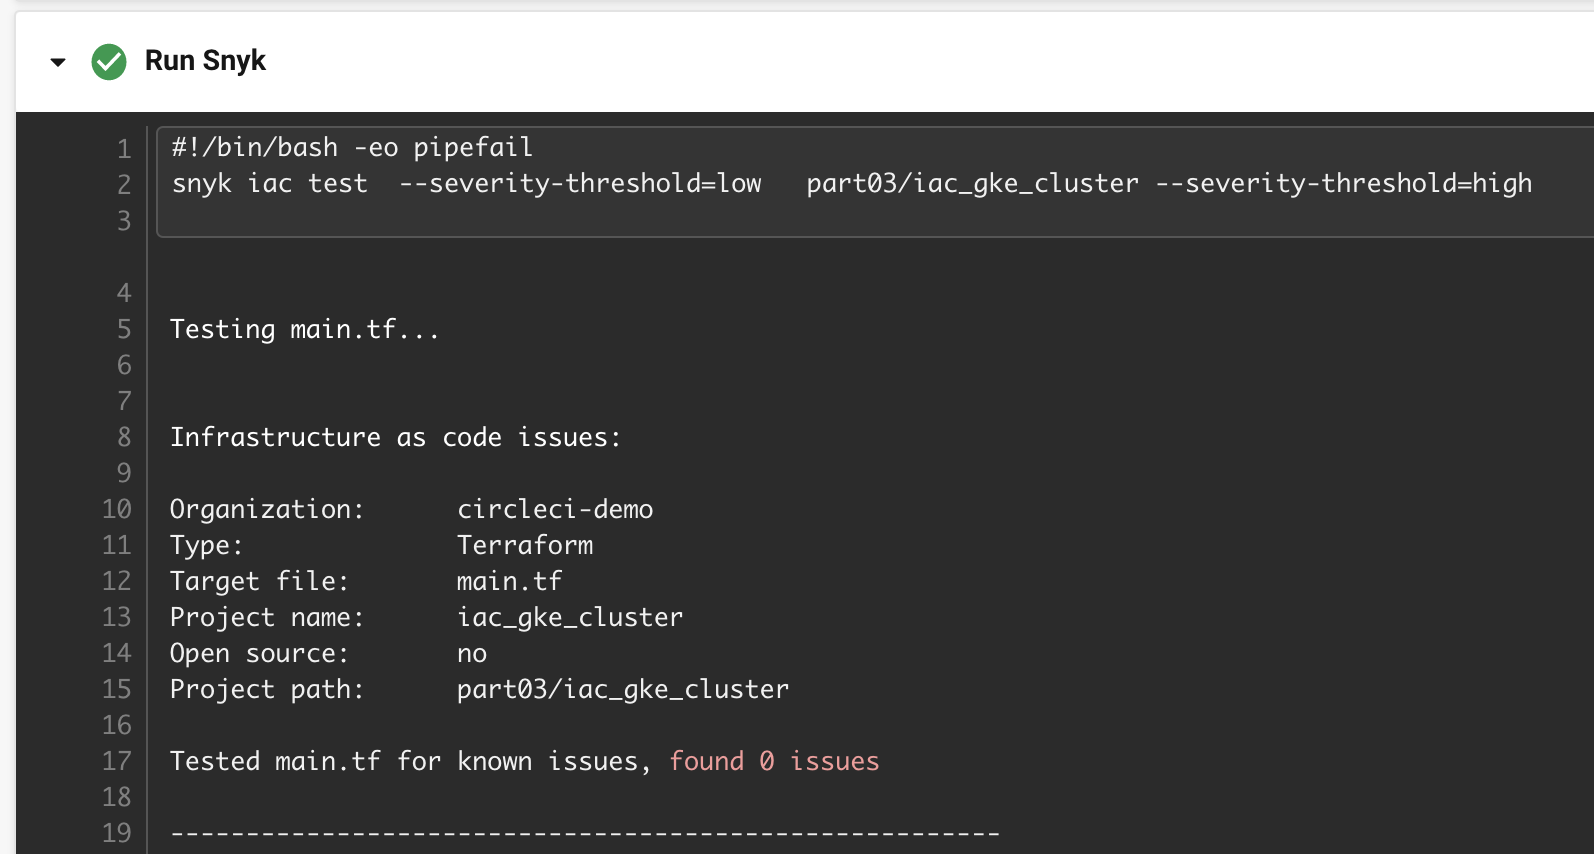 Run Snyk
1 #!/bin/bash -eo pipefail
2 snyk iac test  --severity-threshold=low   part03/iac_gke_cluster --severity-threshold=high
3
4
5 Testing main.tf...
6
7
8 Infrastructure as code issues:
9
10 Organization:      circleci-demo
11 Type:              Terraform
12 Target file:       main.tf
13 Project name:      iac_gke_cluster
14 Open source:       no
15 Project path:      part03/iac_gke_cluster
16
17 Tested main.tf for known issues, found 0 issues
18
19 -------------------------------------------------------